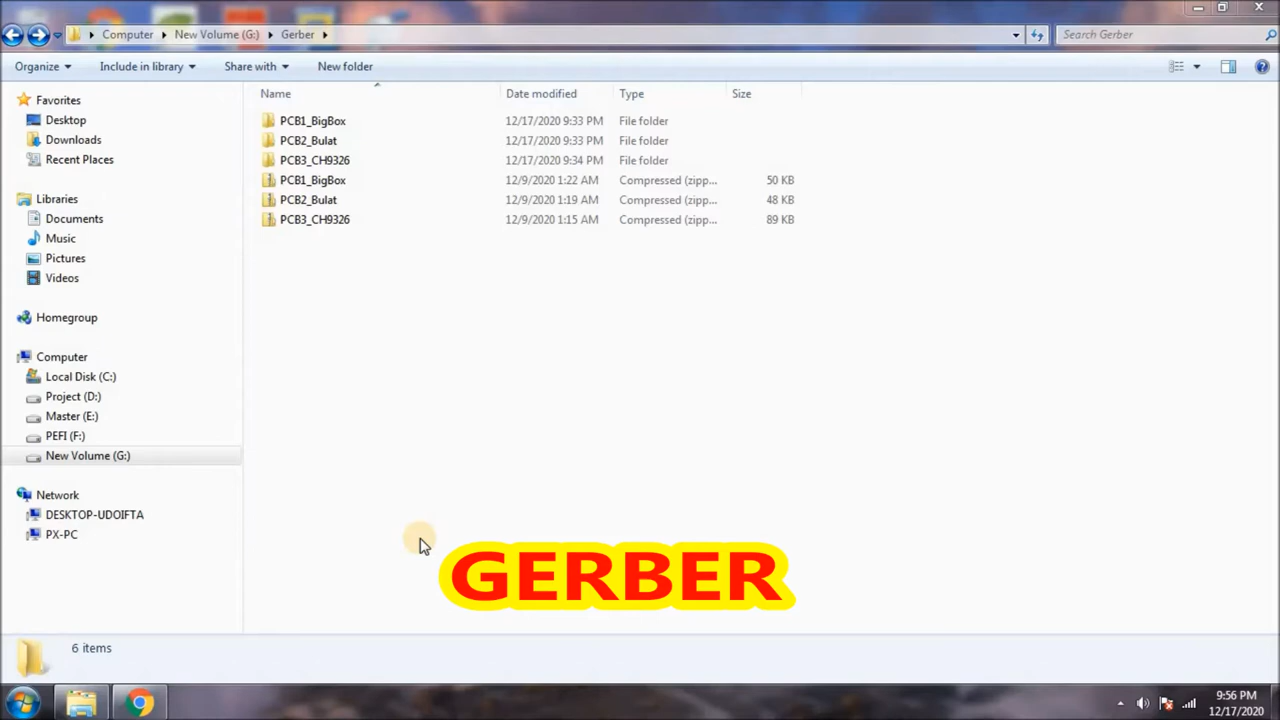 Computer New Volume (G:) Gerber
Search Gerber
Organize Include in library Share with New folder
Name Date modified Type Size
Favorites
Desktop
Downloads
Recent Places
Libraries
Documents
Music
Pictures
Videos
Homegroup
Computer
Local Disk (C:)
Project (D:)
Master (E:)
PEFI (F:)
New Volume (G:)
Network
DESKTOP-UDOIFTA
PX-PC
PCB1_BigBox 12/17/2020 9:33 PM File folder
PCB2_Bulat 12/17/2020 9:33 PM File folder
PCB3_CH9326 12/17/2020 9:34 PM File folder
PCB1_BigBox 12/9/2020 1:22 AM Compressed (zipp... 50 KB
PCB2_Bulat 12/9/2020 1:19 AM Compressed (zipp... 48 KB
PCB3_CH9326 12/9/2020 1:15 AM Compressed (zipp... 89 KB
GERBER
6 items
9:56 PM
12/17/2020